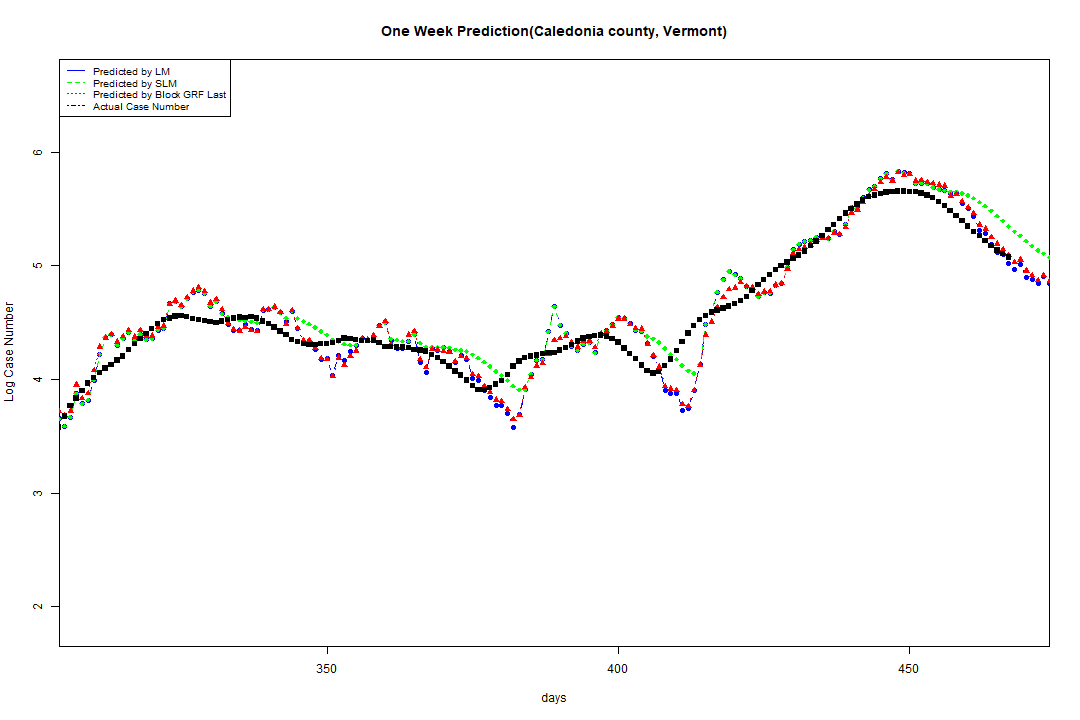 One Week Prediction(Caledonia county, Vermont)
Predicted by LM
Predicted by SLM
Predicted by Block GRF Last
Actual Case Number
6
5
4
3
2
Log Case Number
350 400 450
days